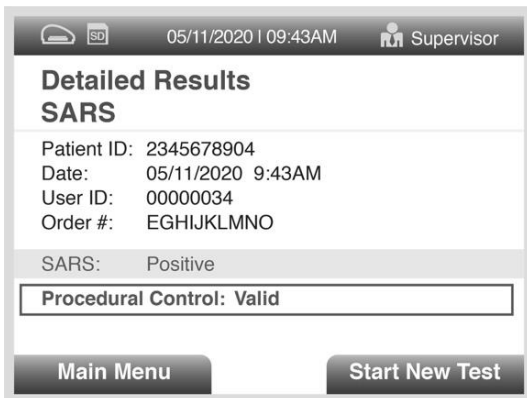 SD 05/11/2020 I 09:43AM Supervisor
Detailed Results
SARS
Patient ID: 2345678904
Date: 05/11/2020 9:43AM
User ID: 00000034
Order #: EGHIJKLMNO
SARS: Positive
Procedural Control: Valid
Main Menu Start New Test